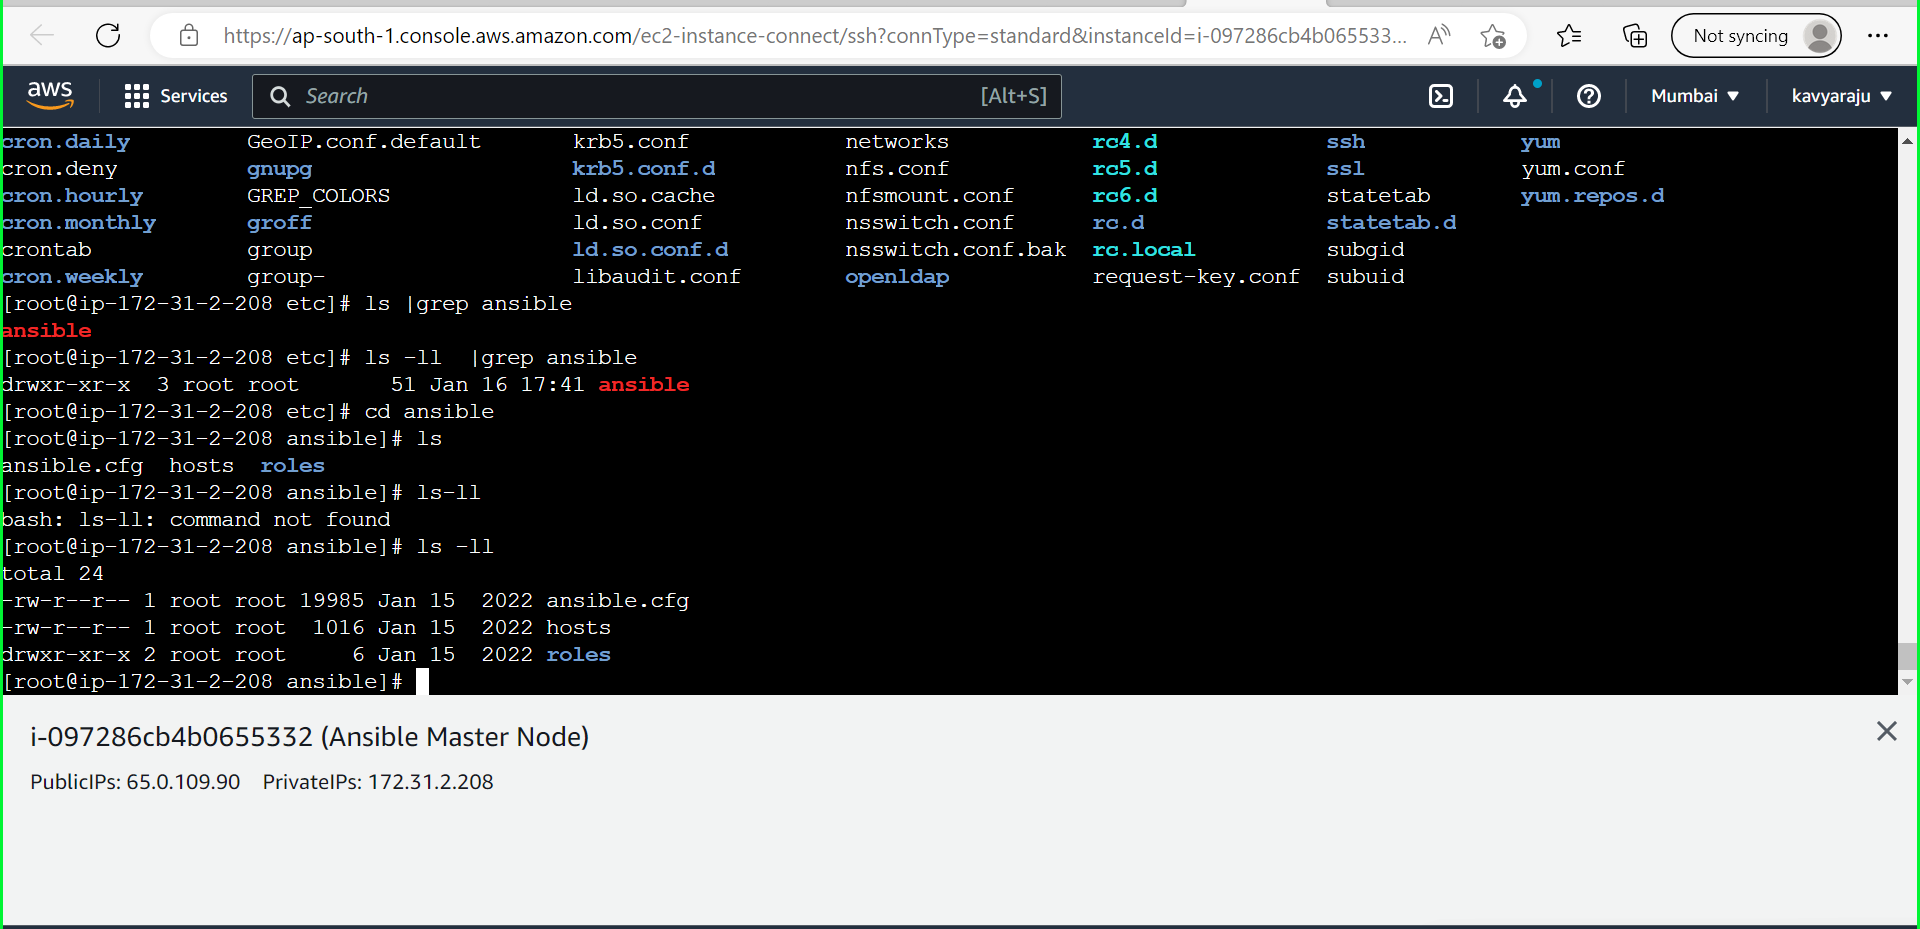 https://ap-south-1.console.aws.amazon.com/ec2-instance-connect/ssh?connType=standard&instanceId=i-097286cb4b065533...
Not syncing
aws
Services
Search
[Alt+S]
Mumbai
kavyaraju
cron.daily GeoIP.conf.default krb5.conf networks rc4.d ssh yum
cron.deny gnupg krb5.conf.d nfs.conf rc5.d ssl yum.conf
cron.hourly GREP_COLORS ld.so.cache nfsmount.conf rc6.d statetab yum.repos.d
cron.monthly groff ld.so.conf nsswitch.conf rc.d statetab.d
crontab group ld.so.conf.d nsswitch.conf.bak rc.local subgid
cron.weekly group- libaudit.conf openldap request-key.conf subuid
[root@ip-172-31-2-208 etc]# ls |grep ansible
ansible
[root@ip-172-31-2-208 etc]# ls -ll  |grep ansible
drwxr-xr-x  3 root root       51 Jan 16 17:41 ansible
[root@ip-172-31-2-208 etc]# cd ansible
[root@ip-172-31-2-208 ansible]# ls
ansible.cfg  hosts  roles
[root@ip-172-31-2-208 ansible]# ls-ll
bash: ls-ll: command not found
[root@ip-172-31-2-208 ansible]# ls -ll
total 24
-rw-r--r-- 1 root root 19985 Jan 15  2022 ansible.cfg
-rw-r--r-- 1 root root  1016 Jan 15  2022 hosts
drwxr-xr-x 2 root root     6 Jan 15  2022 roles
[root@ip-172-31-2-208 ansible]#
i-097286cb4b0655332 (Ansible Master Node)
PublicIPs: 65.0.109.90 PrivateIPs: 172.31.2.208